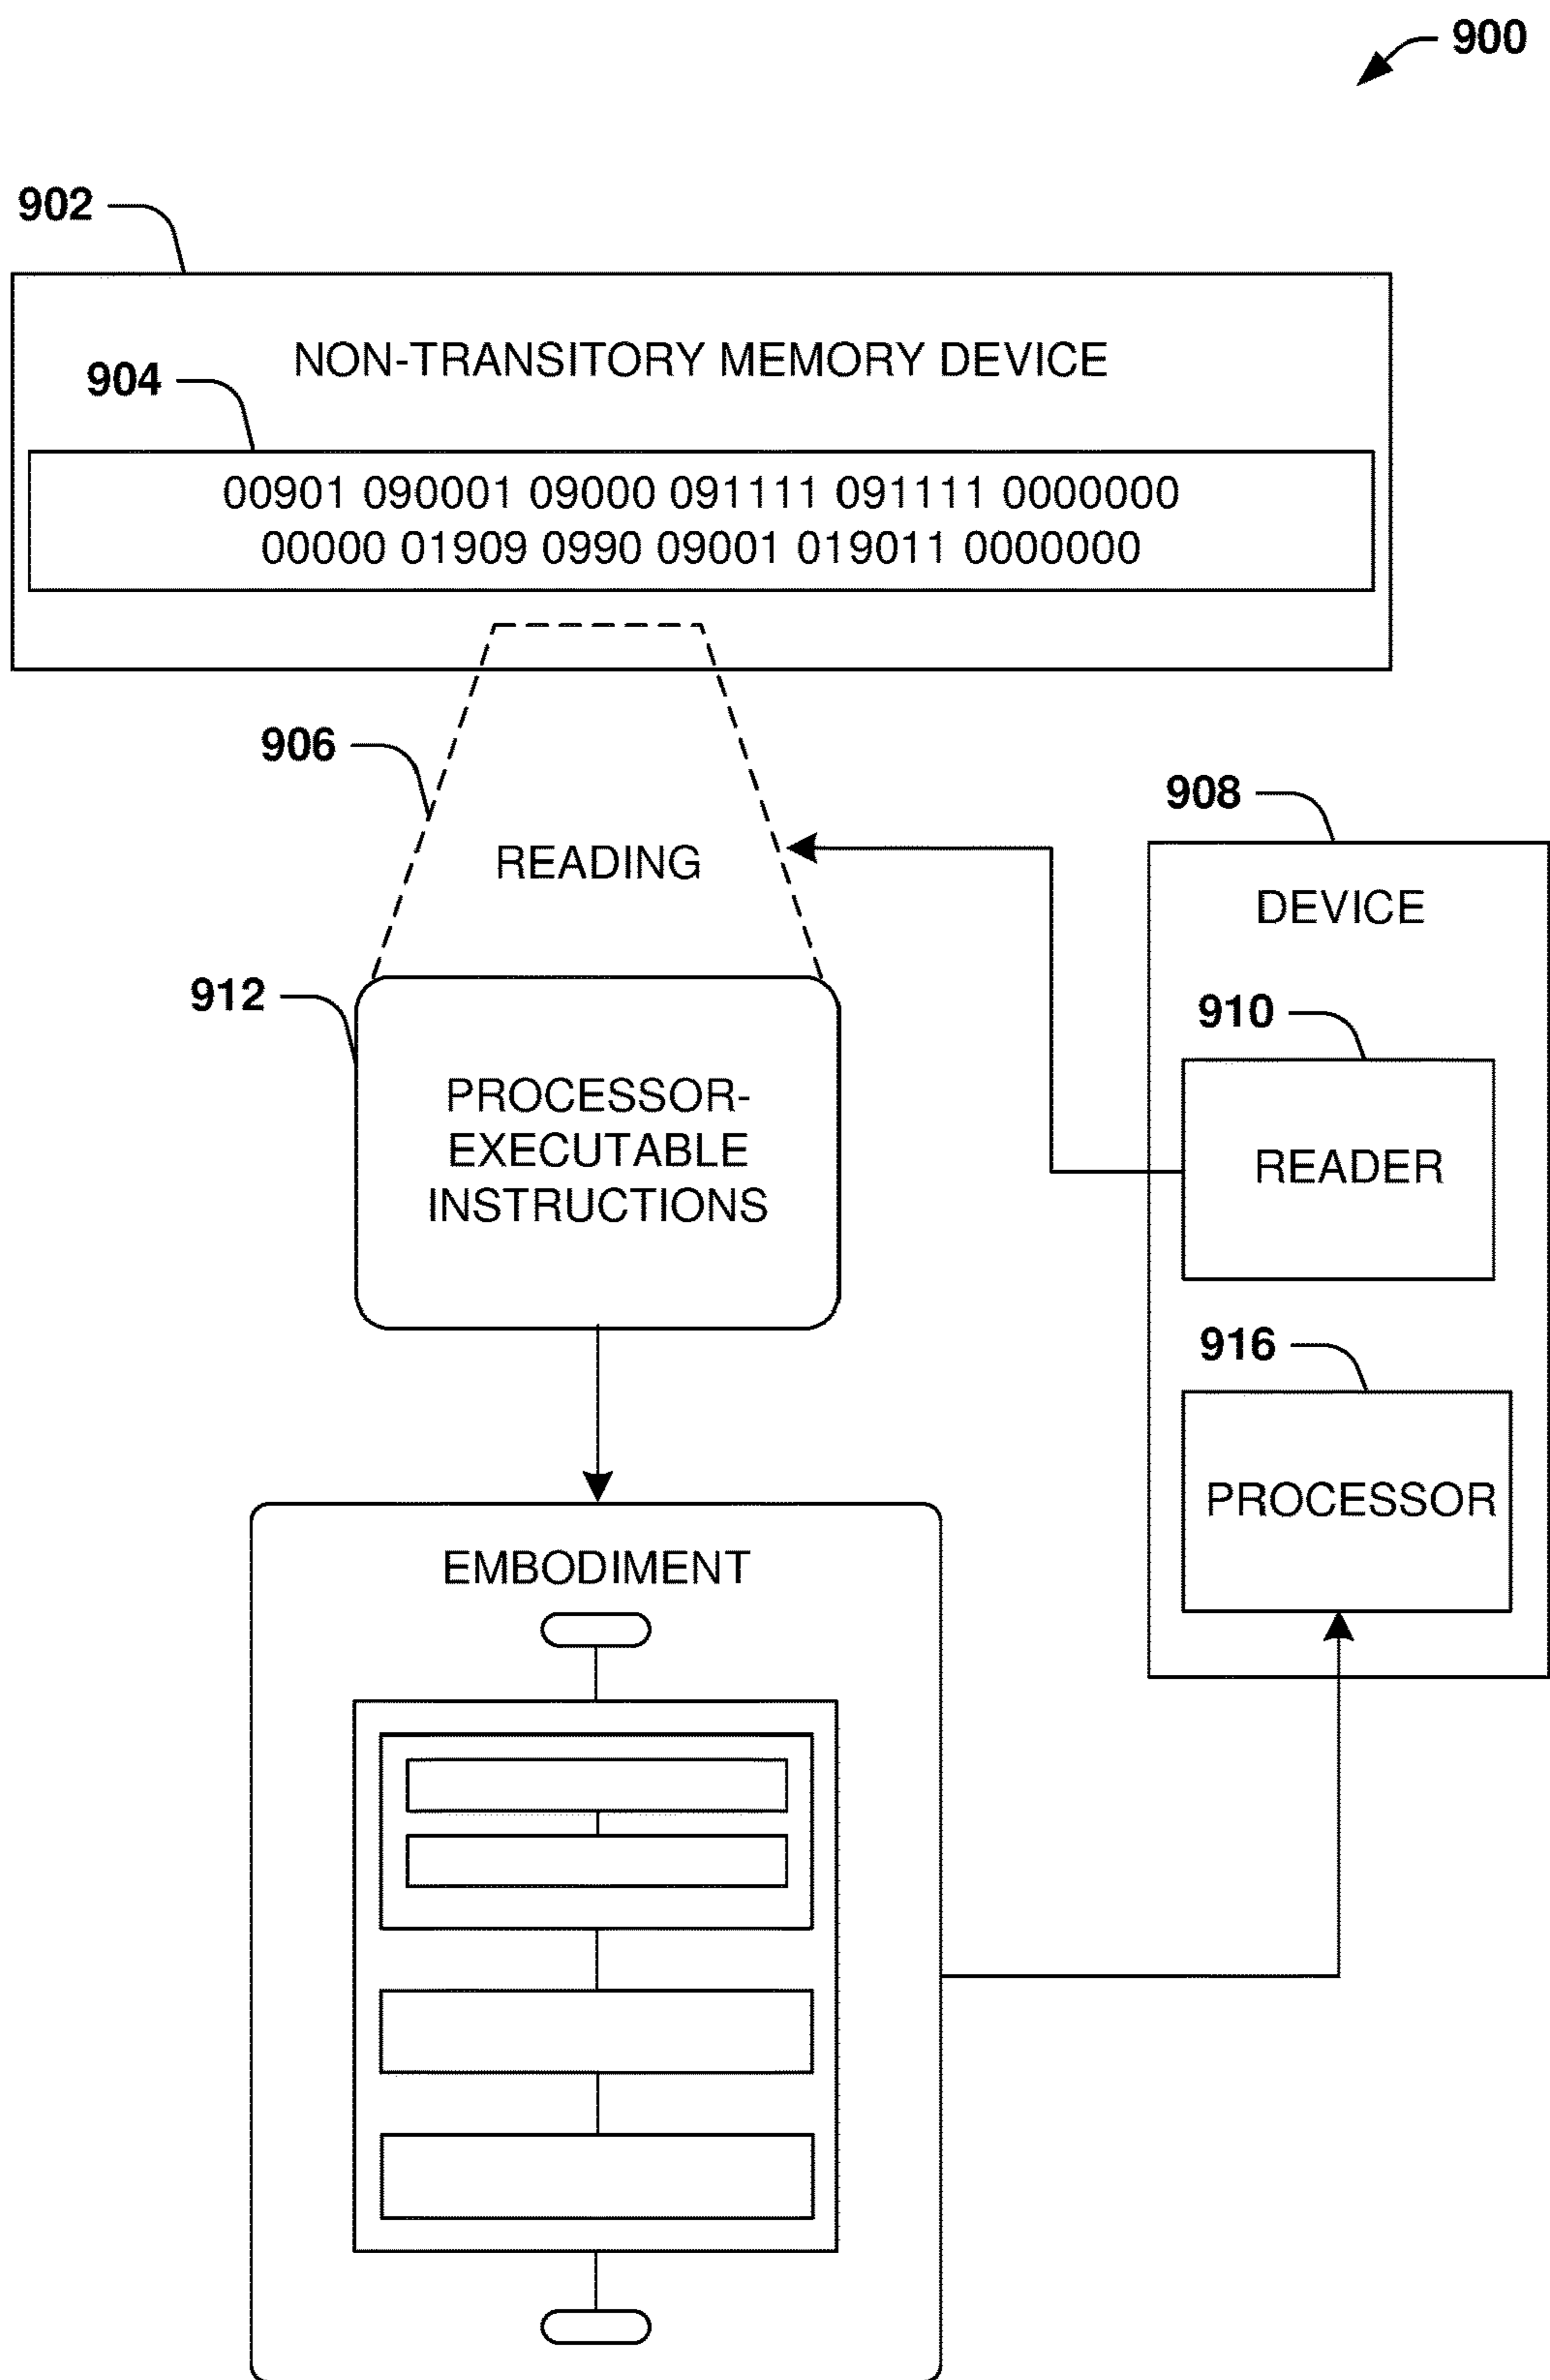 900
902
NON-TRANSITORY MEMORY DEVICE
904
00901 090001 09000 091111 091111 0000000
00000 01909 0990 09001 019011 0000000
906
READING
908
DEVICE
910
READER
912
PROCESSOR-
EXECUTABLE
INSTRUCTIONS
916
PROCESSOR
EMBODIMENT